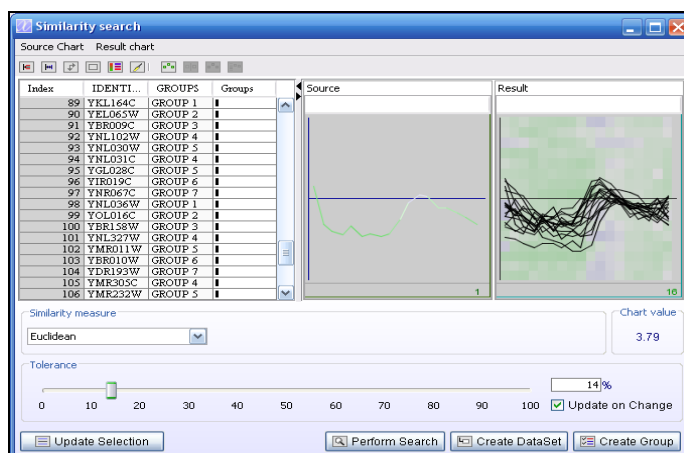 Similarity search
Source Chart Result chart
Index IDENTI... GROUPS Groups
89 YKL164C GROUP 1
90 YEL065W GROUP 2
91 YBR009C GROUP 3
92 YNL102W GROUP 4
93 YNL030W GROUP 5
94 YNL031C GROUP 4
95 YGL028C GROUP 5
96 YIR019C GROUP 6
97 YNR067C GROUP 7
98 YNL036W GROUP 1
99 YOL016C GROUP 2
100 YBR158W GROUP 3
101 YNL327W GROUP 4
102 YMR011W GROUP 5
103 YBR010W GROUP 6
104 YDR193W GROUP 7
105 YMR305C GROUP 4
106 YMR232W GROUP 5
Source
1
Result
16
Similarity measure
Euclidean
Chart value
3.79
Tolerance
14 %
0 10 20 30 40 50 60 70 80 90 100
Update on Change
Update Selection Perform Search Create DataSet Create Group